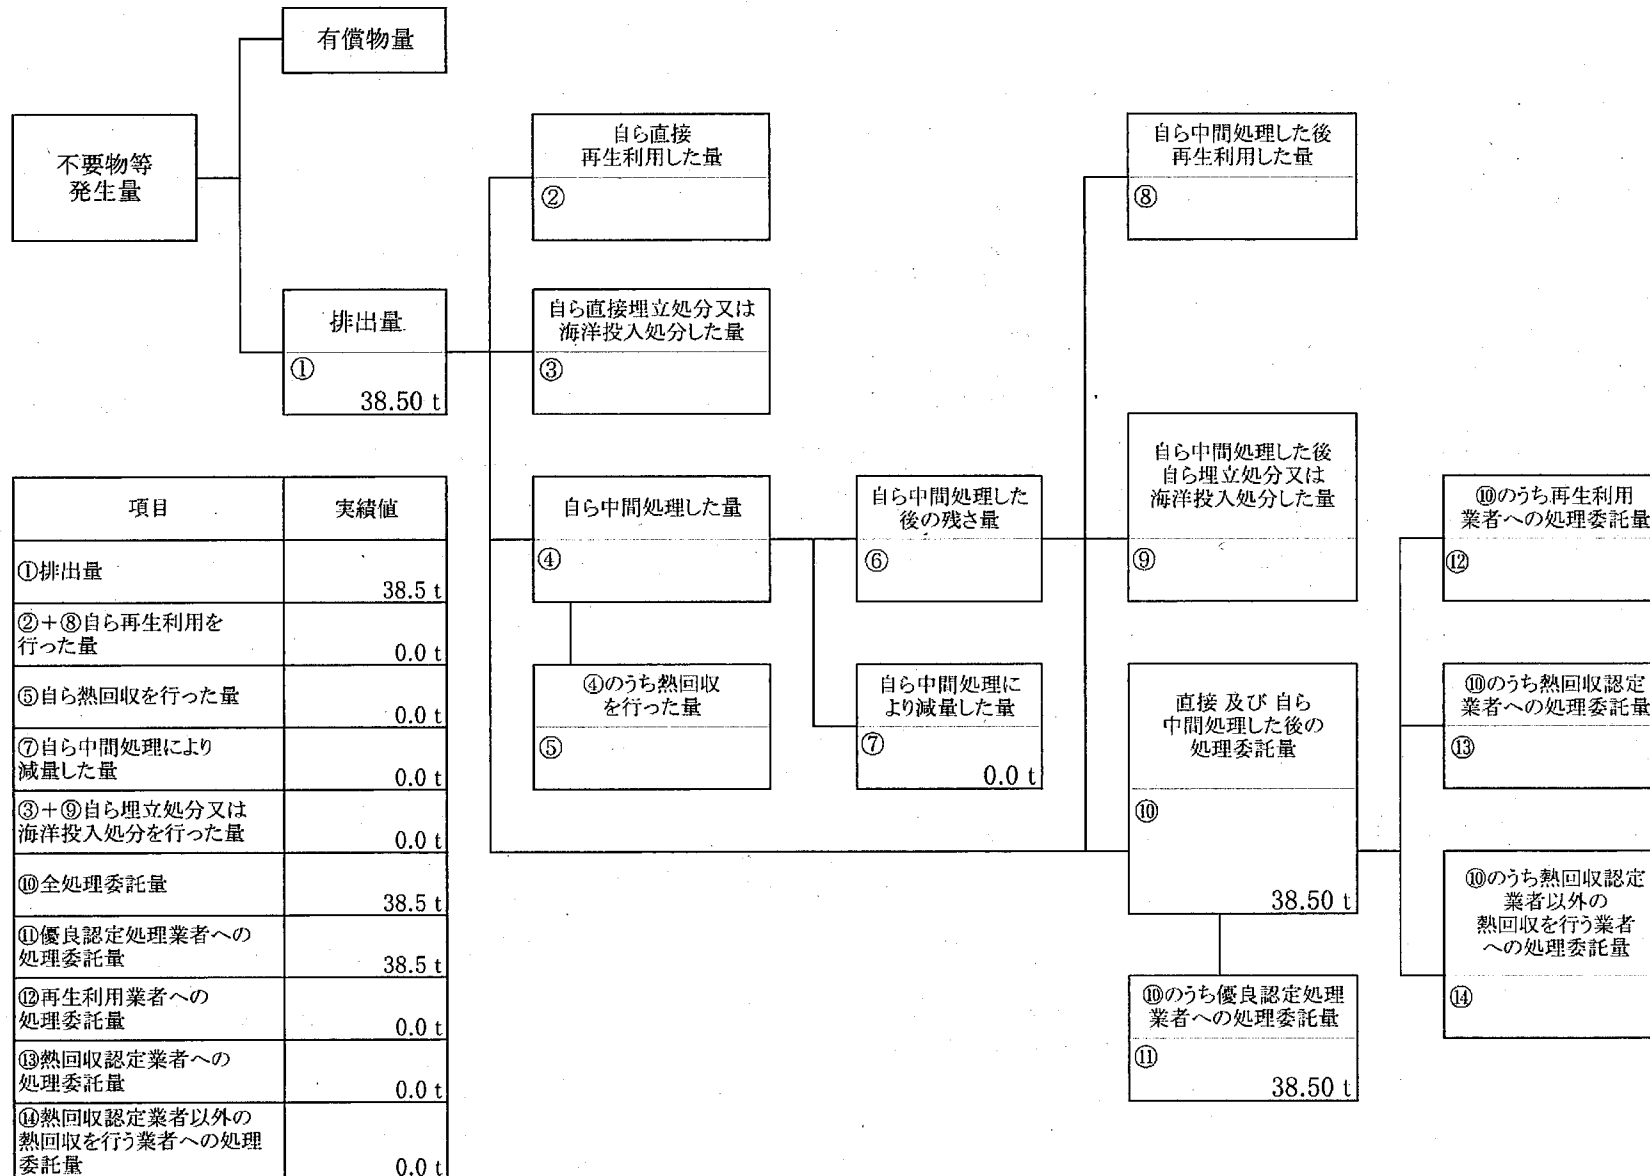 有償物量
不要物等
発生量
排出量
①
38.50 t
自ら直接
再生利用した量
②
自ら直接埋立処分又は
海洋投入処分した量
③
自ら中間処理した量
④
④のうち熱回収
を行った量
⑤
自ら中間処理した
後の残さ量
⑥
自ら中間処理に
より減量した量
⑦
0.0 t
自ら中間処理した後
再生利用した量
⑧
自ら中間処理した後
自ら埋立処分又は
海洋投入処分した量
⑨
直接 及び 自ら
中間処理した後の
処理委託量
⑩
38.50 t
⑩のうち優良認定処理
業者への処理委託量
⑪
38.50 t
⑩のうち再生利用
業者への処理委託量
⑫
⑩のうち熱回収認定
業者への処理委託量
⑬
⑩のうち熱回収認定
業者以外の
熱回収を行う業者
への処理委託量
⑭
項目 実績値
①排出量
38.5 t
②+⑧自ら再生利用を
行った量
0.0 t
⑤自ら熱回収を行った量
0.0 t
⑦自ら中間処理により
減量した量
0.0 t
③+⑨自ら埋立処分又は
海洋投入処分を行った量
0.0 t
⑩全処理委託量
38.5 t
⑪優良認定処理業者への
処理委託量
38.5 t
⑫再生利用業者への
処理委託量
0.0 t
⑬熱回収認定業者への
処理委託量
0.0 t
⑭熱回収認定業者以外の
熱回収を行う業者への処理
委託量
0.0 t